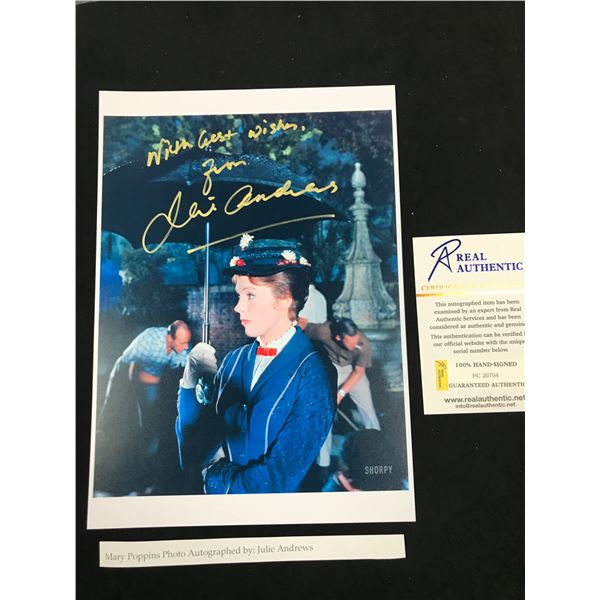 With best wishes,
from
Julie Andrews
SHORPY
Mary Poppins Photo Autographed by: Julie Andrews
RA REAL
AUTHENTIC
This autographed item has been
examined by an expert from Real
Authentic Services and has been
considered as authentic and genuine
This authentication can be verified
our official website with the unique
serial number below.
100% HAND-SIGNED
PC 20704
GUARANTEED AUTHENTIC
www.realauthentic.net
info@realauthentic.net